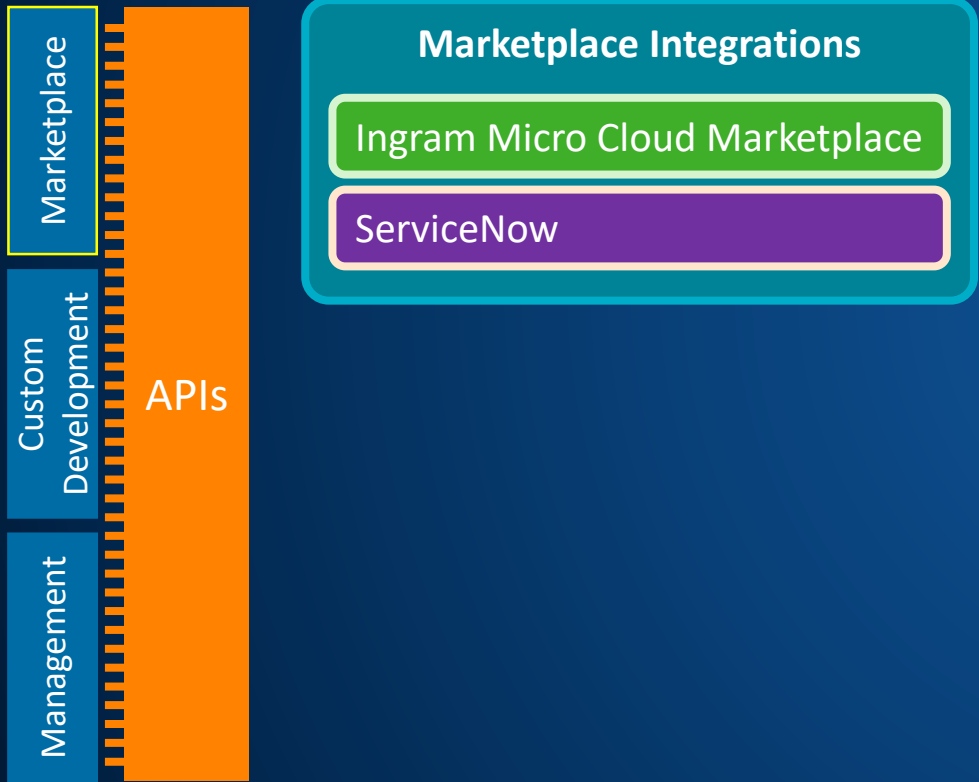 Marketplace
Custom
Development
Management
APIs
Marketplace Integrations
Ingram Micro Cloud Marketplace
ServiceNow